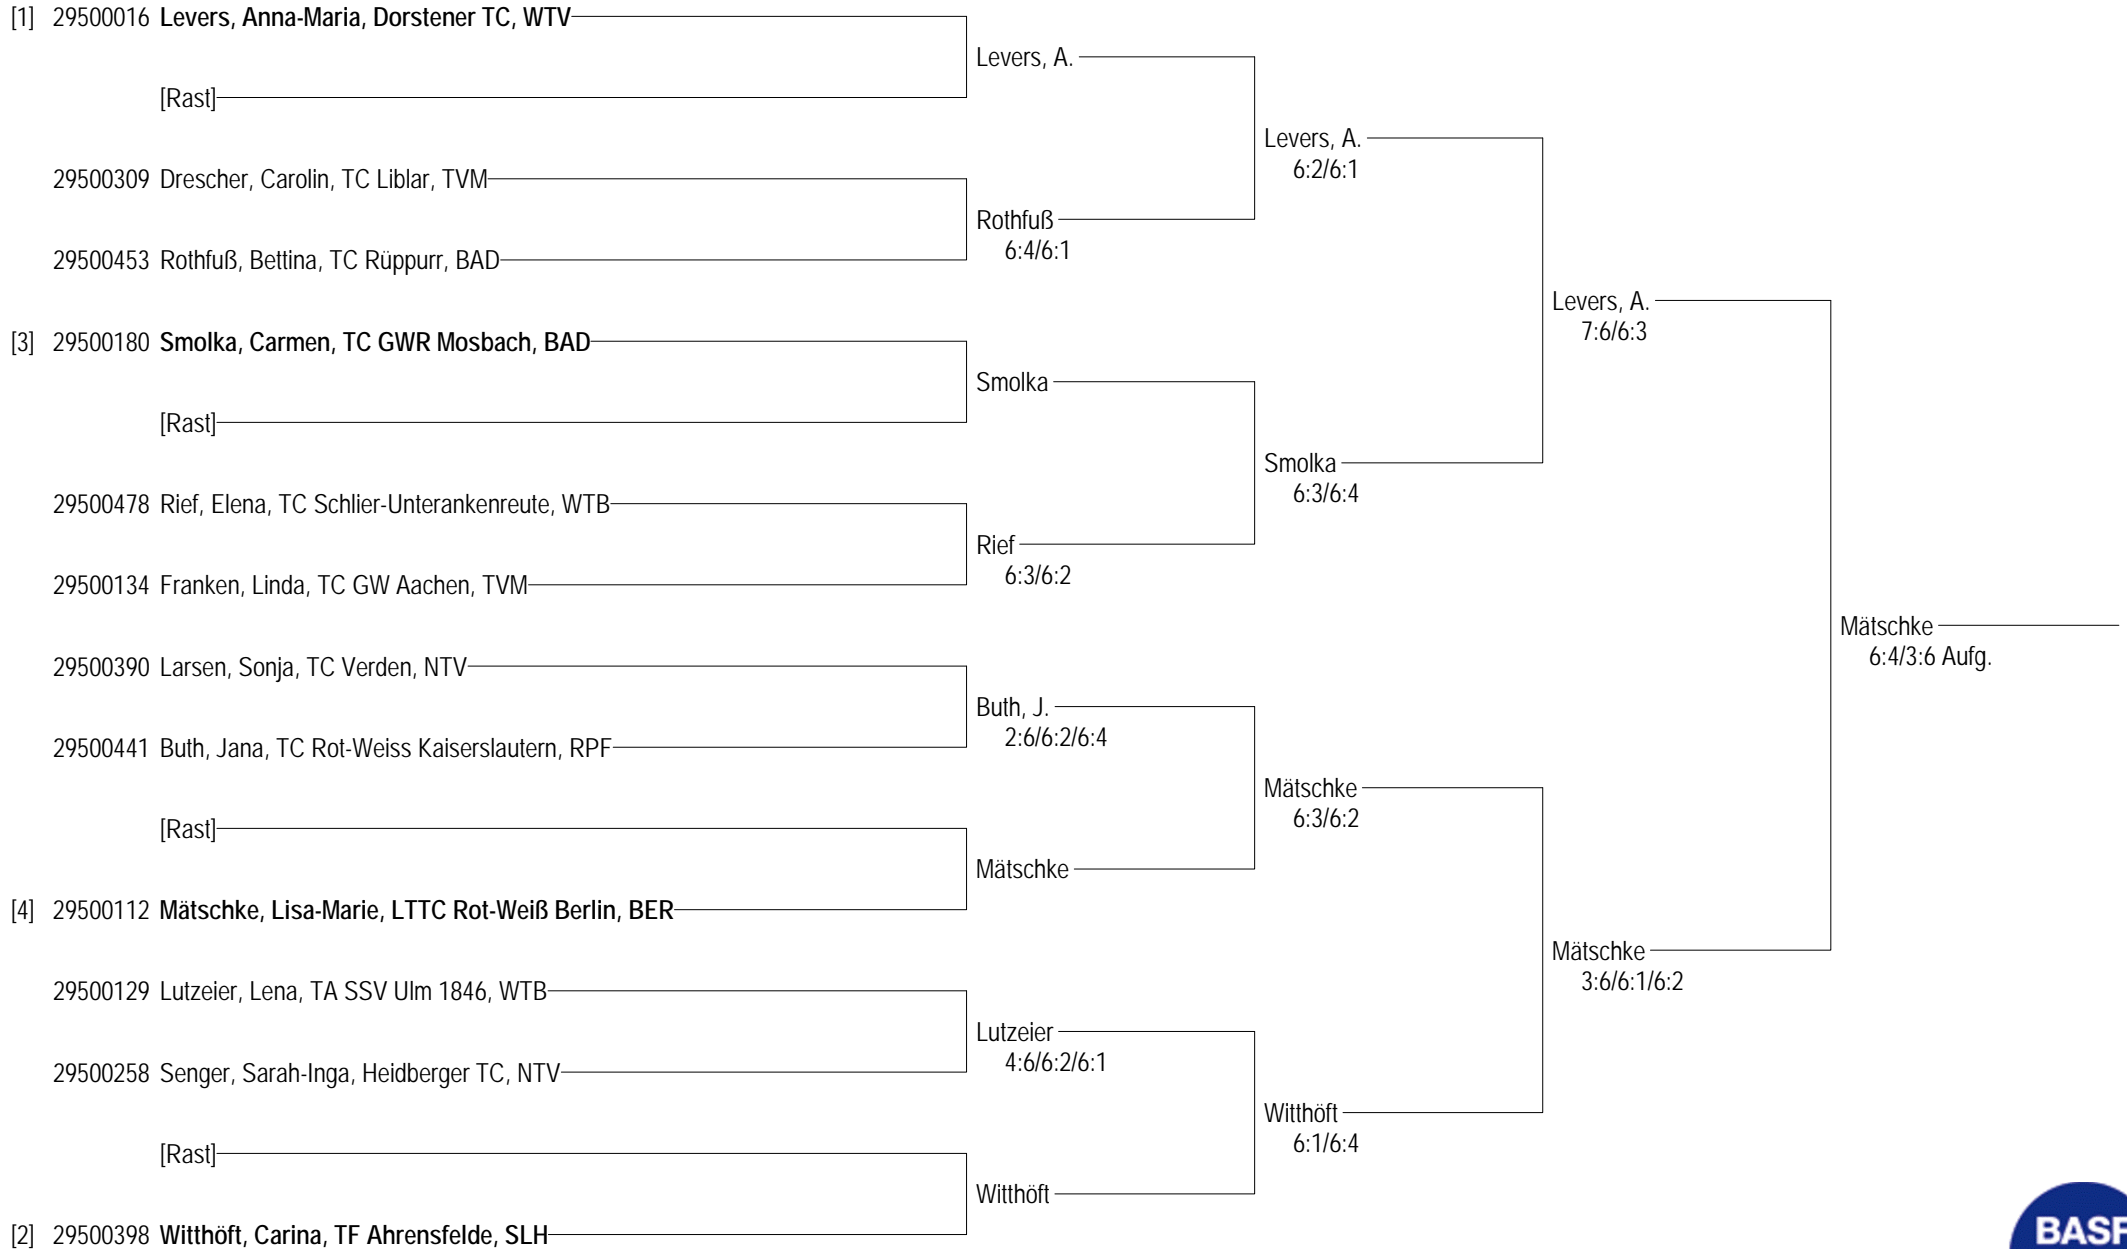 [1] 29500016 Levers, Anna-Maria, Dorstener TC, WTV
Levers, A.
[Rast]
Levers, A.
6:2/6:1
29500309 Drescher, Carolin, TC Liblar, TVM
Rothfuß
6:4/6:1
29500453 Rothfuß, Bettina, TC Rüppurr, BAD
Levers, A.
7:6/6:3
[3] 29500180 Smolka, Carmen, TC GWR Mosbach, BAD
Smolka
[Rast]
Smolka
6:3/6:4
29500478 Rief, Elena, TC Schlier-Unterankenreute, WTB
Rief
6:3/6:2
29500134 Franken, Linda, TC GW Aachen, TVM
Mätschke
6:4/3:6 Aufg.
29500390 Larsen, Sonja, TC Verden, NTV
Buth, J.
2:6/6:2/6:4
29500441 Buth, Jana, TC Rot-Weiss Kaiserslautern, RPF
Mätschke
6:3/6:2
[Rast]
Mätschke
[4] 29500112 Mätschke, Lisa-Marie, LTTC Rot-Weiß Berlin, BER
Mätschke
3:6/6:1/6:2
29500129 Lutzeier, Lena, TA SSV Ulm 1846, WTB
Lutzeier
4:6/6:2/6:1
29500258 Senger, Sarah-Inga, Heidberger TC, NTV
Witthöft
6:1/6:4
[Rast]
Witthöft
[2] 29500398 Witthöft, Carina, TF Ahrensfelde, SLH